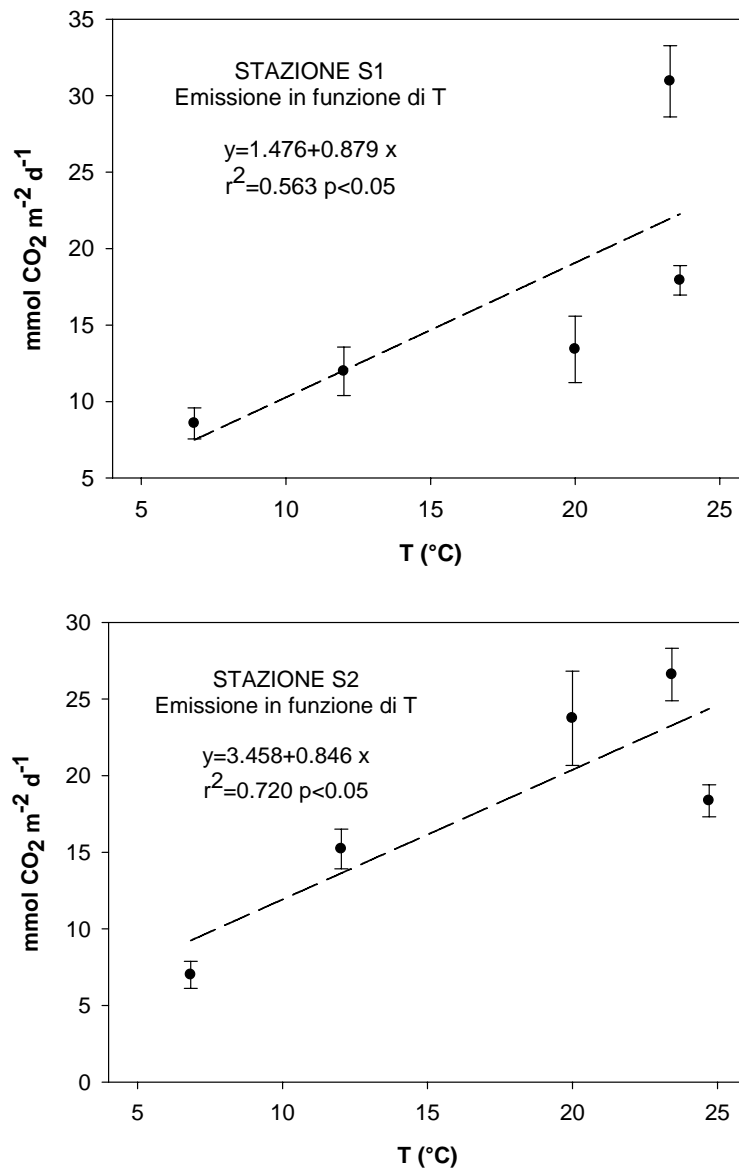 35
30
25
20
15
10
5
mmol CO2 m-2 d-1
STAZIONE S1
Emissione in funzione di T
y=1.476+0.879 x
r2=0.563 p<0.05
5 10 15 20 25
T (°C)
30
25
20
15
10
5
0
mmol CO2 m-2 d-1
STAZIONE S2
Emissione in funzione di T
y=3.458+0.846 x
r2=0.720 p<0.05
5 10 15 20 25
T (°C)